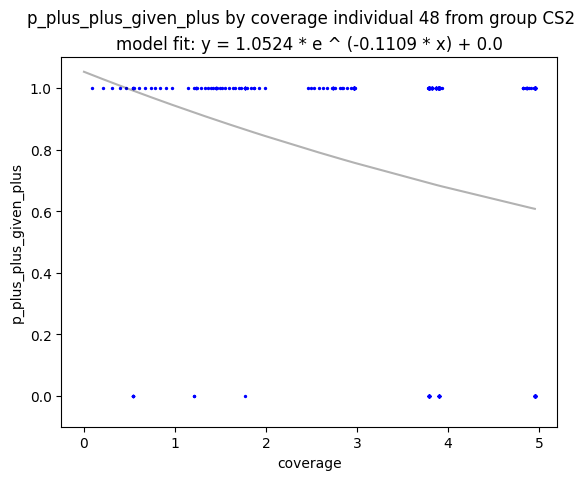 p_plus_plus_given_plus by coverage individual 48 from group CS2
model fit: y = 1.0524 * e ^ (-0.1109 * x) + 0.0
p_plus_plus_given_plus
1.0
0.8
0.6
0.4
0.2
0.0
0 1 2 3 4 5
coverage